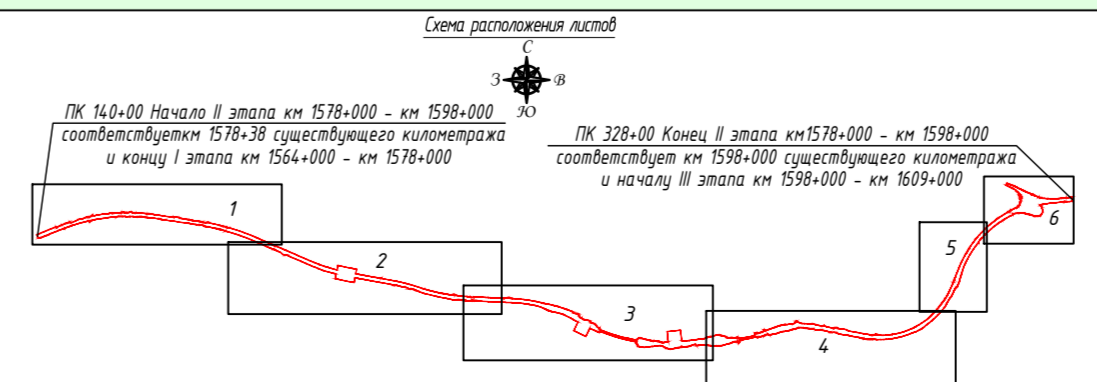 Схема расположения листов
С
З В
Ю
ПК 140+00 Начало II этапа км 1578+000 - км 1598+000
соответствуеткм 1578+38 существующего километража
и концу I этапа км 1564+000 - км 1578+000
ПК 328+00 Конец II этапа км1578+000 - км 1598+000
соответствует км 1598+000 существующего километража
и началу III этапа км 1598+000 - км 1609+000
1
2
3
4
5
6